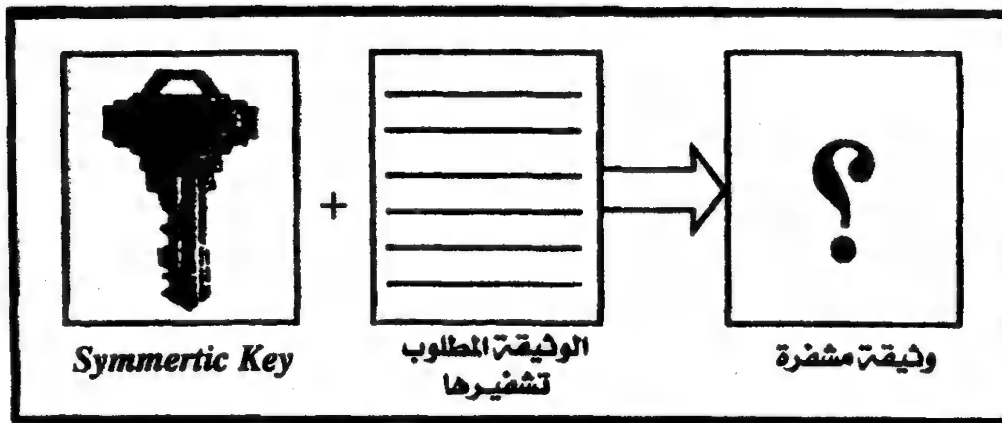 +
؟
Symmertic Key
الوثيقة المطلوب
تشفيرها
وثيقة مشفرة